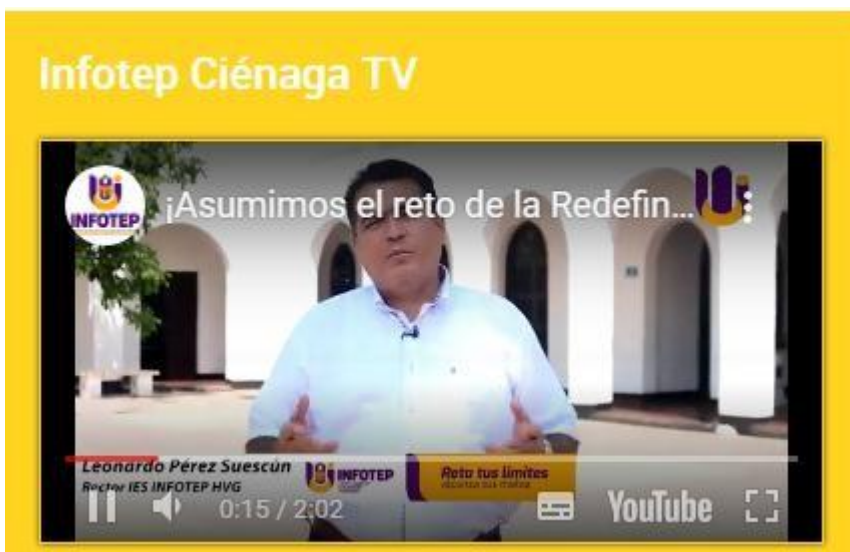 Infotep Ciénaga TV
INFOTEP
¡Asumimos el reto de la Redefin...
Leonardo Pérez Suescún
Rector IES INFOTEP HVG
INFOTEP
Reta tus límites
0:15 / 2:02
YouTube